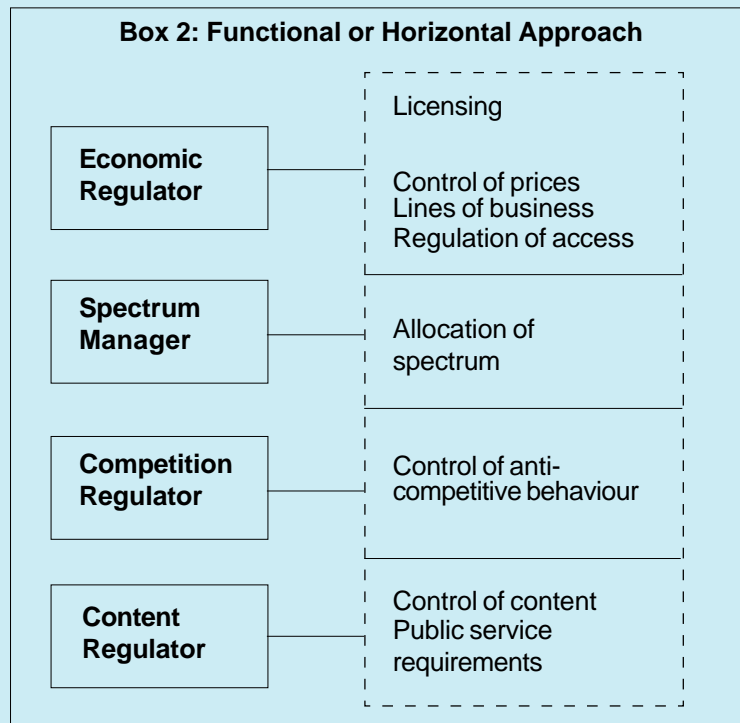 Box 2: Functional or Horizontal Approach
Economic
Regulator
Licensing
Control of prices
Lines of business
Regulation of access
Spectrum
Manager
Allocation of
spectrum
Competition
Regulator
Control of anti-
competitive behaviour
Content
Regulator
Control of content
Public service
requirements